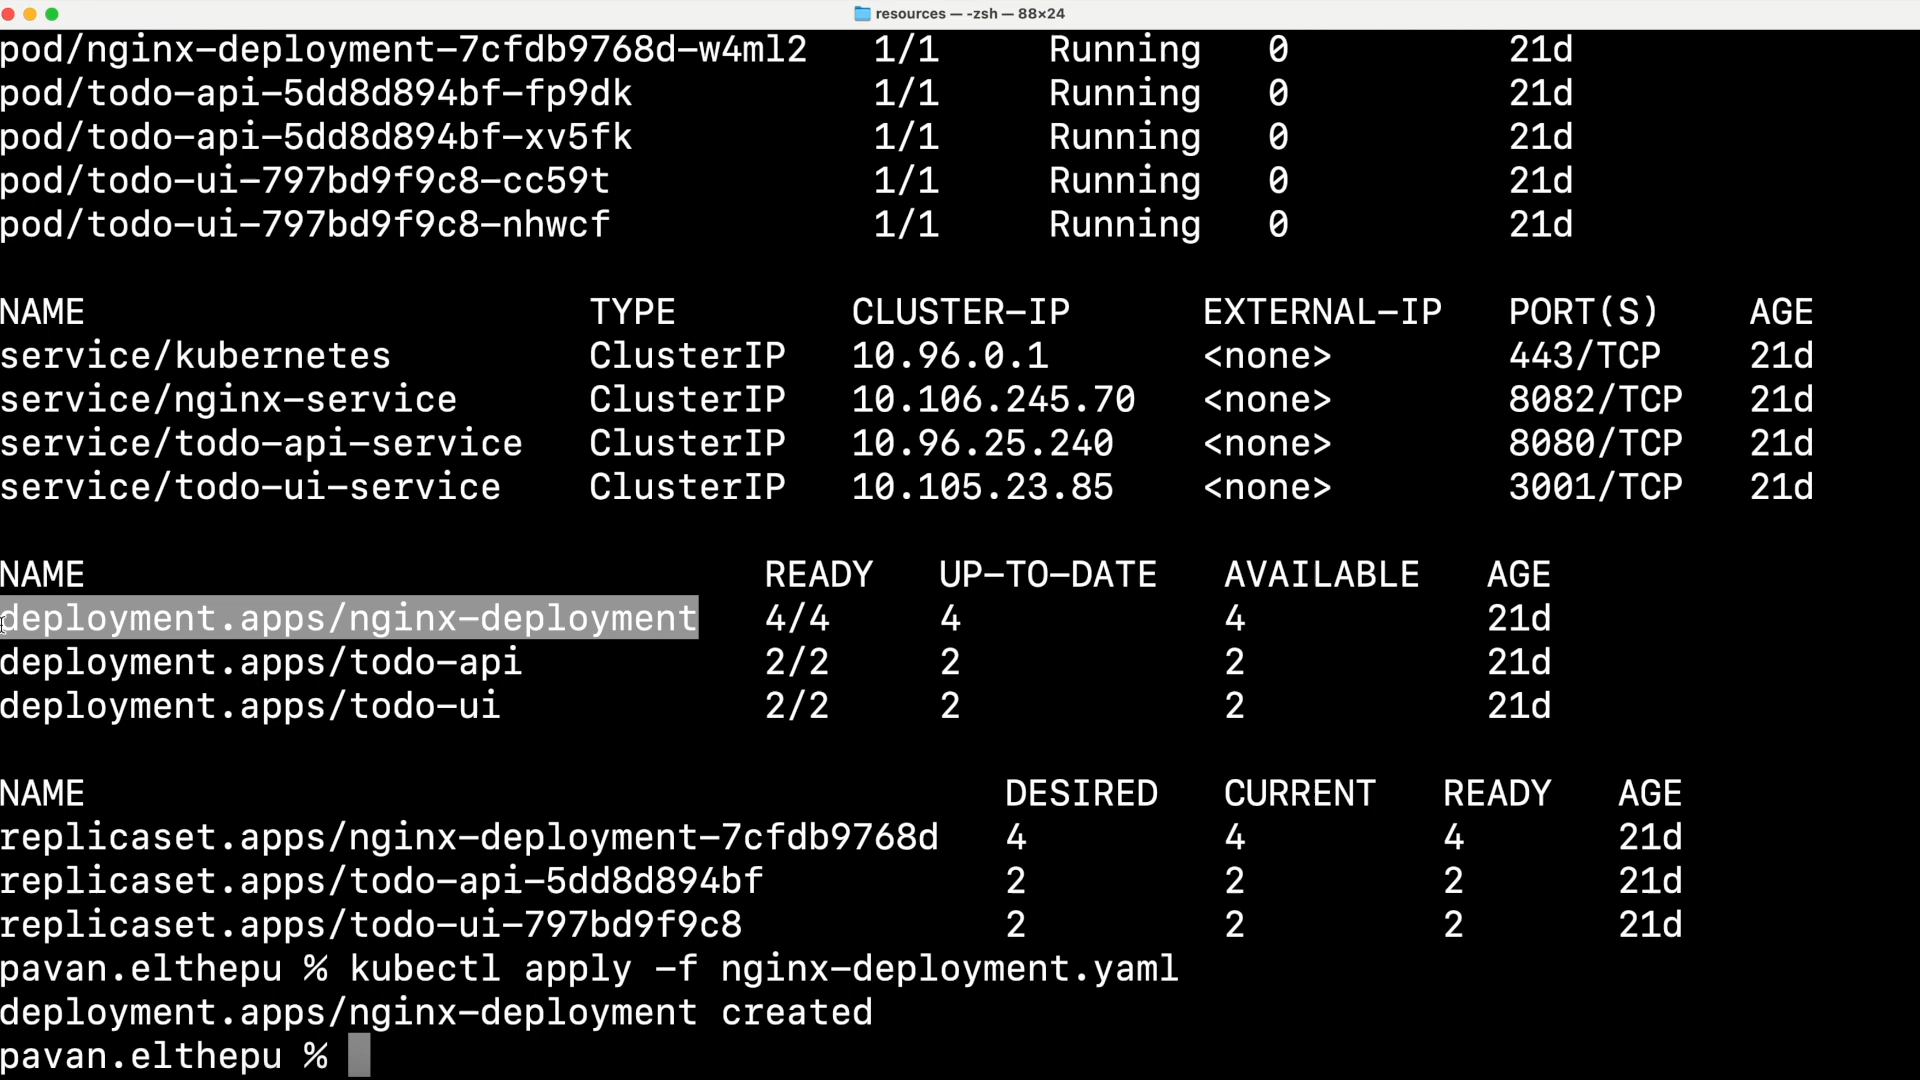 resources — -zsh — 88×24
pod/nginx-deployment-7cfdb9768d-w4ml2 1/1 Running 0 21d
pod/todo-api-5dd8d894bf-fp9dk 1/1 Running 0 21d
pod/todo-api-5dd8d894bf-xv5fk 1/1 Running 0 21d
pod/todo-ui-797bd9f9c8-cc59t 1/1 Running 0 21d
pod/todo-ui-797bd9f9c8-nhwcf 1/1 Running 0 21d
NAME TYPE CLUSTER-IP EXTERNAL-IP PORT(S) AGE
service/kubernetes ClusterIP 10.96.0.1 <none> 443/TCP 21d
service/nginx-service ClusterIP 10.106.245.70 <none> 8082/TCP 21d
service/todo-api-service ClusterIP 10.96.25.240 <none> 8080/TCP 21d
service/todo-ui-service ClusterIP 10.105.23.85 <none> 3001/TCP 21d
NAME READY UP-TO-DATE AVAILABLE AGE
deployment.apps/nginx-deployment 4/4 4 4 21d
deployment.apps/todo-api 2/2 2 2 21d
deployment.apps/todo-ui 2/2 2 2 21d
NAME DESIRED CURRENT READY AGE
replicaset.apps/nginx-deployment-7cfdb9768d 4 4 4 21d
replicaset.apps/todo-api-5dd8d894bf 2 2 2 21d
replicaset.apps/todo-ui-797bd9f9c8 2 2 2 21d
pavan.elthepu % kubectl apply -f nginx-deployment.yaml
deployment.apps/nginx-deployment created
pavan.elthepu %